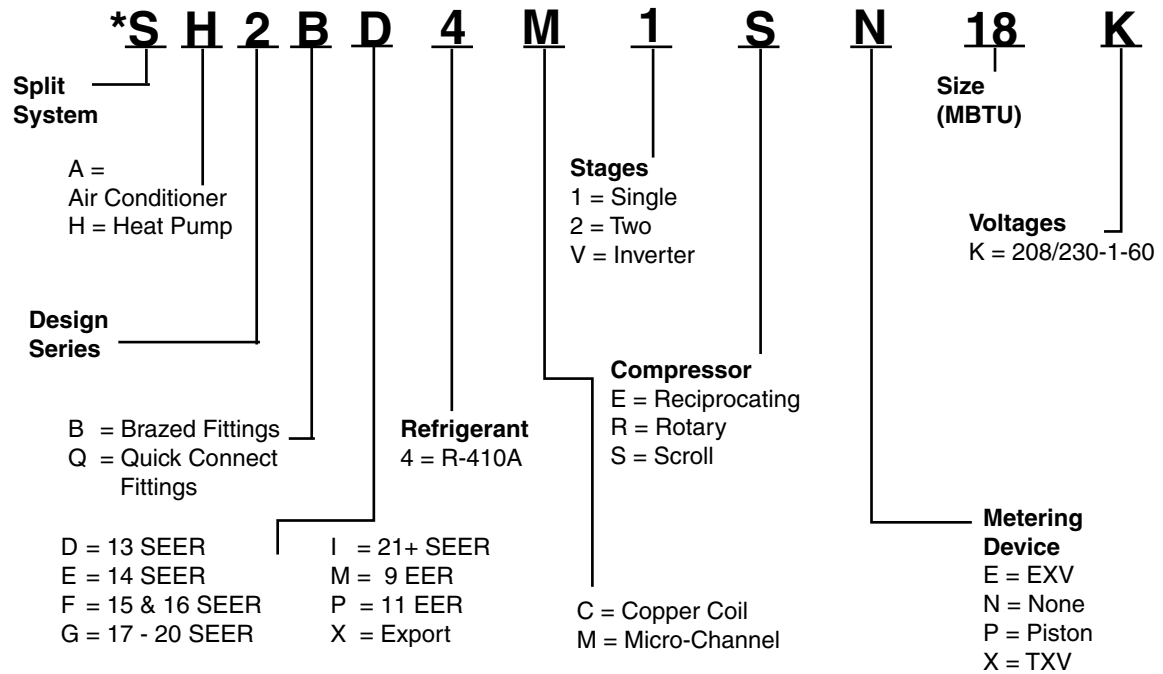 *S H 2 B D 4 M 1 S N 18 K
Split
System
Size
(MBTU)
A =
Air Conditioner
H = Heat Pump
Stages
1 = Single
2 = Two
V = Inverter
Voltages
K = 208/230-1-60
Design
Series
Compressor
E = Reciprocating
R = Rotary
S = Scroll
B = Brazed Fittings
Q = Quick Connect
Fittings
Refrigerant
4 = R-410A
D = 13 SEER
E = 14 SEER
F = 15 & 16 SEER
G = 17 - 20 SEER
I = 21+ SEER
M = 9 EER
P = 11 EER
X = Export
C = Copper Coil
M = Micro-Channel
Metering
Device
E = EXV
N = None
P = Piston
X = TXV